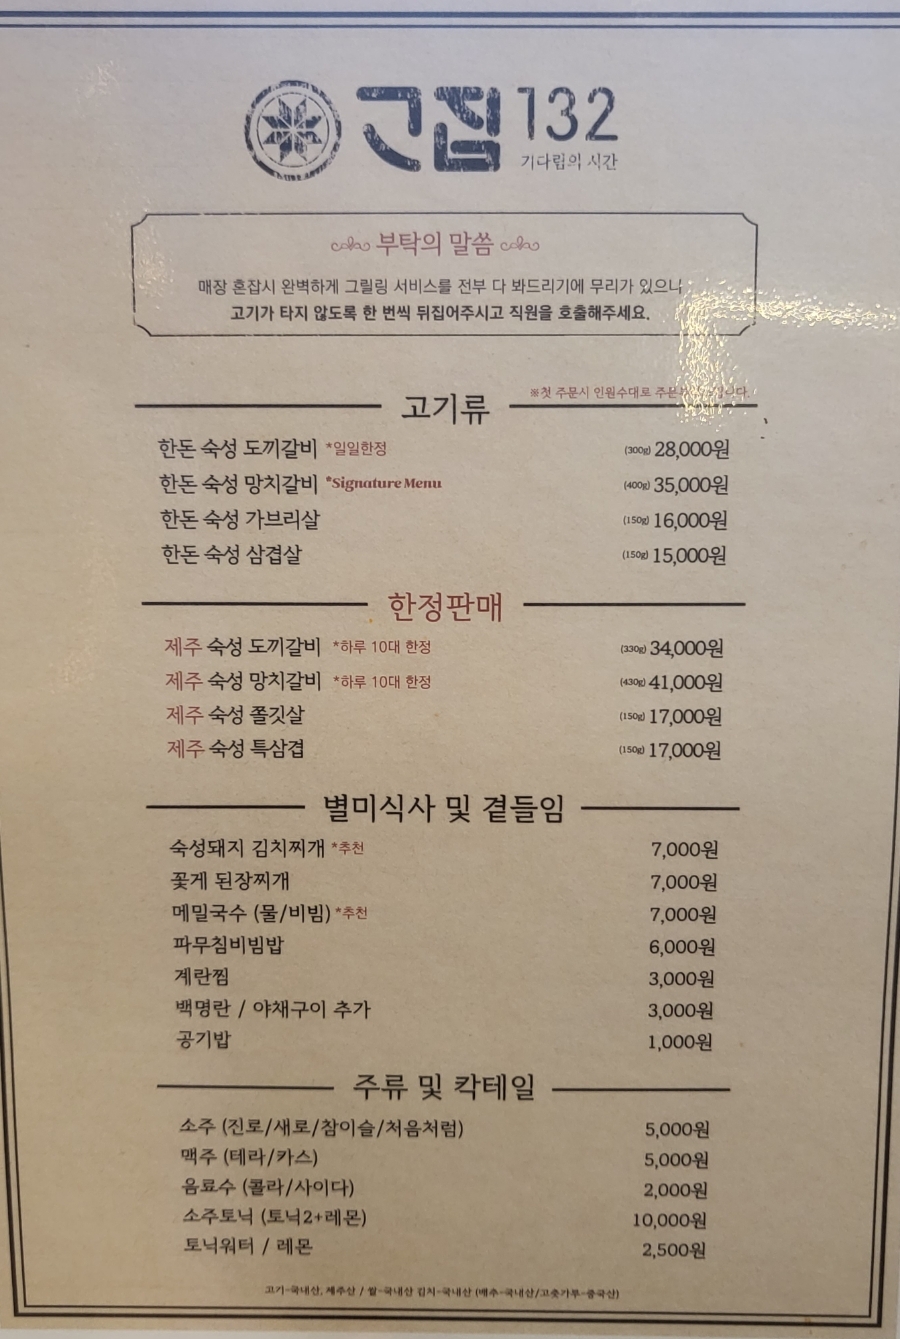 고집132
기다림의 시간
부탁의 말씀
매장 혼잡시 완벽하게 그릴링 서비스를 전부 다 봐드리기에 무리가 있으니
고기가 타지 않도록 한 번씩 뒤집어주시고 직원을 호출해주세요.
※첫 주문시 인원수대로
고기류
한돈 숙성 도끼갈비 *일일한정 (300g) 28,000원
한돈 숙성 망치갈비 *Signature Menu (400g) 35,000원
한돈 숙성 가브리살 (150g) 16,000원
한돈 숙성 삼겹살 (150g) 15,000원
한정판매
제주 숙성 도끼갈비 *하루 10대 한정 (330g) 34,000원
제주 숙성 망치갈비 *하루 10대 한정 (430g) 41,000원
제주 숙성 쫄깃살 (150g) 17,000원
제주 숙성 특삼겹 (150g) 17,000원
별미식사 및 곁들임
숙성돼지 김치찌개 *추천 7,000원
꽃게 된장찌개 7,000원
메밀국수 (물/비빔) *추천 7,000원
파무침비빔밥 6,000원
계란찜 3,000원
백명란 / 야채구이 추가 3,000원
공기밥 1,000원
주류 및 칵테일
소주 (진로/새로/참이슬/처음처럼) 5,000원
맥주 (테라/카스) 5,000원
음료수 (콜라/사이다) 2,000원
소주토닉 (토닉2+레몬) 10,000원
토닉워터 / 레몬 2,500원
고기-국내산, 제주산 / 쌀-국내산 김치-국내산 (배추-국내산/고춧가루-중국산)